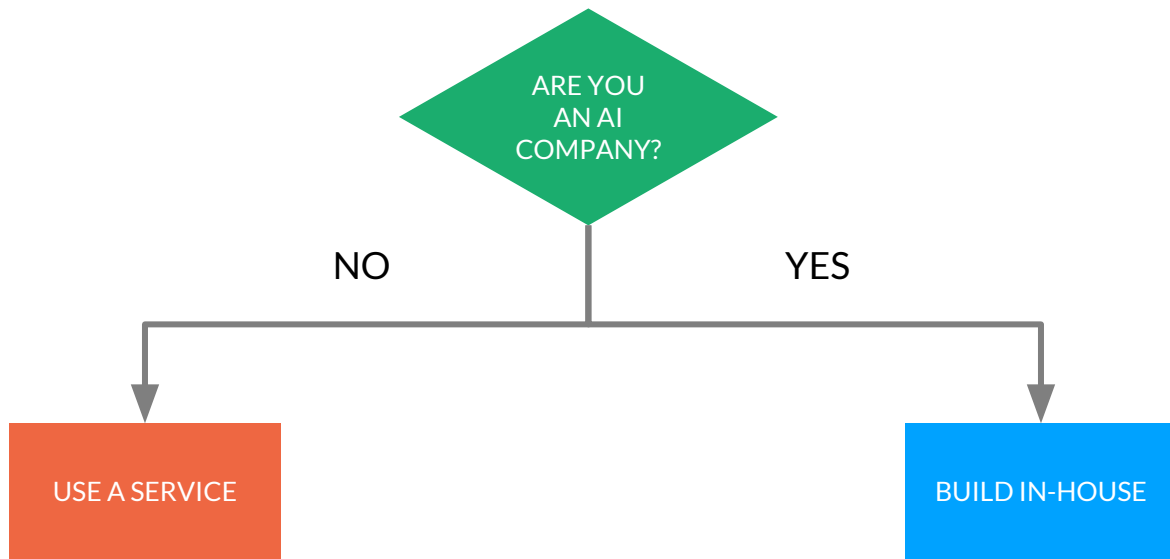 ARE YOU
AN AI
COMPANY?
NO
YES
USE A SERVICE
BUILD IN-HOUSE